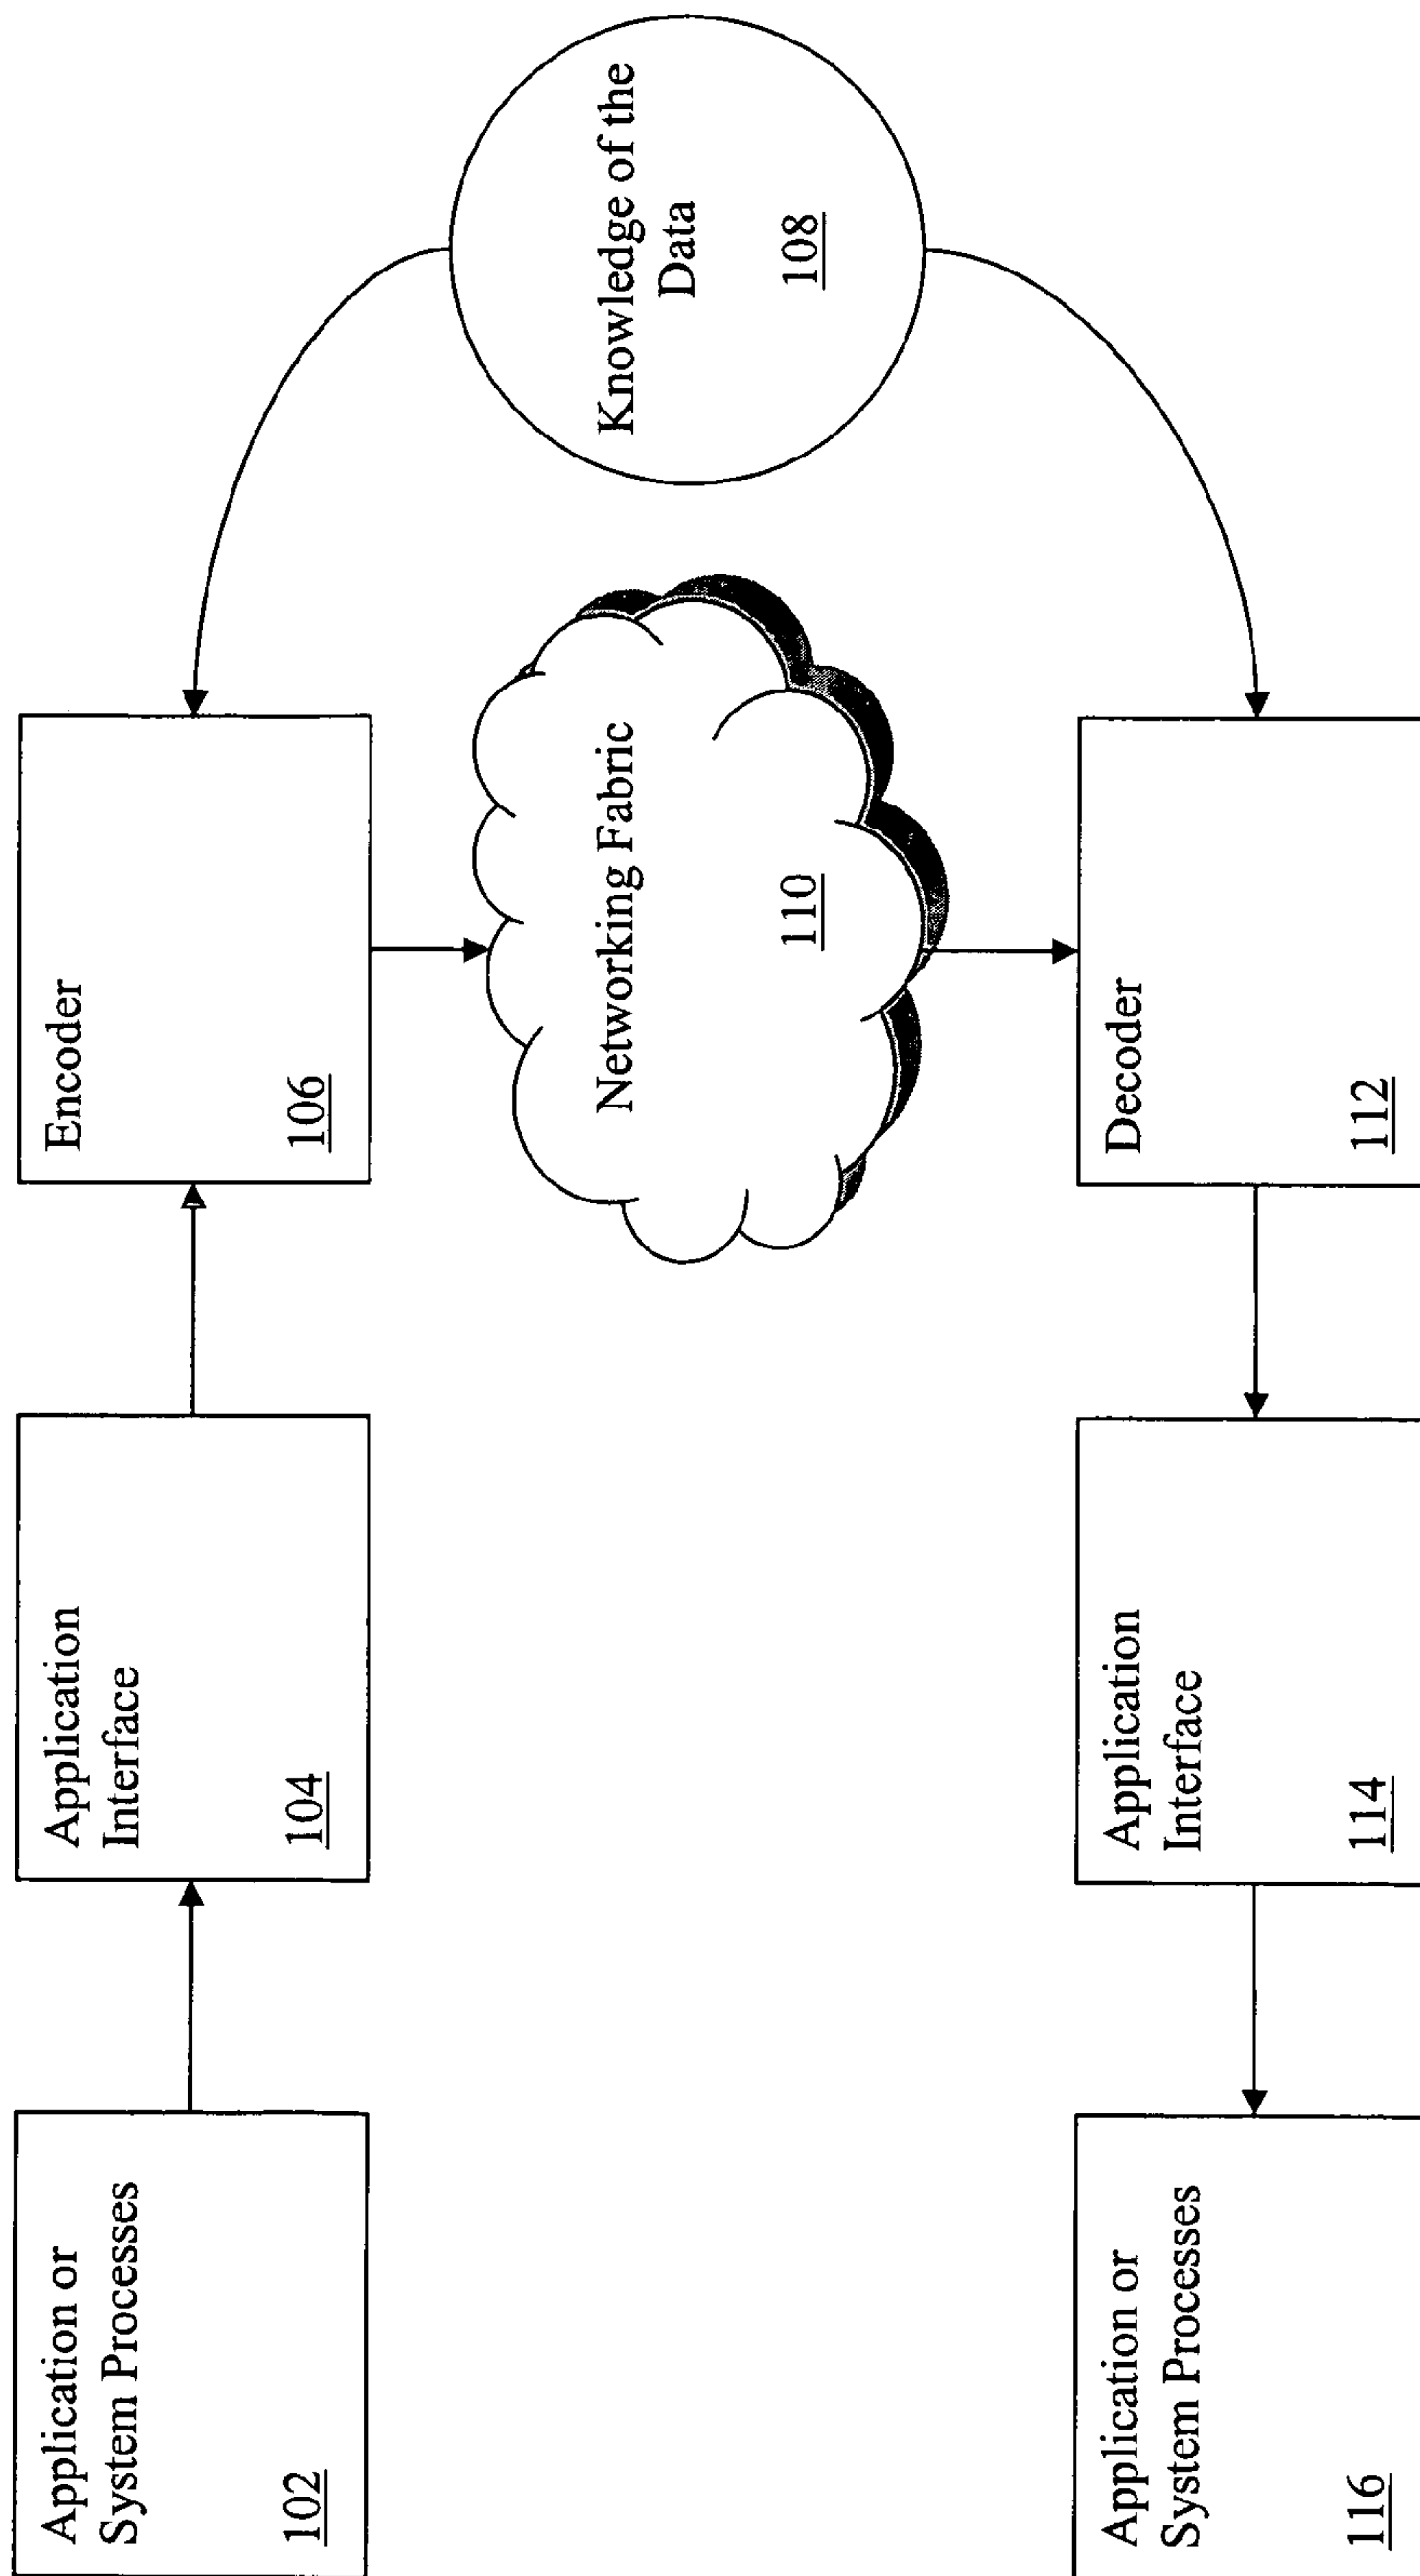 Application or
System Processes
102
Application
Interface
104
Encoder
106
Networking Fabric
110
Knowledge of the
Data
108
Application or
System Processes
116
Application
Interface
114
Decoder
112